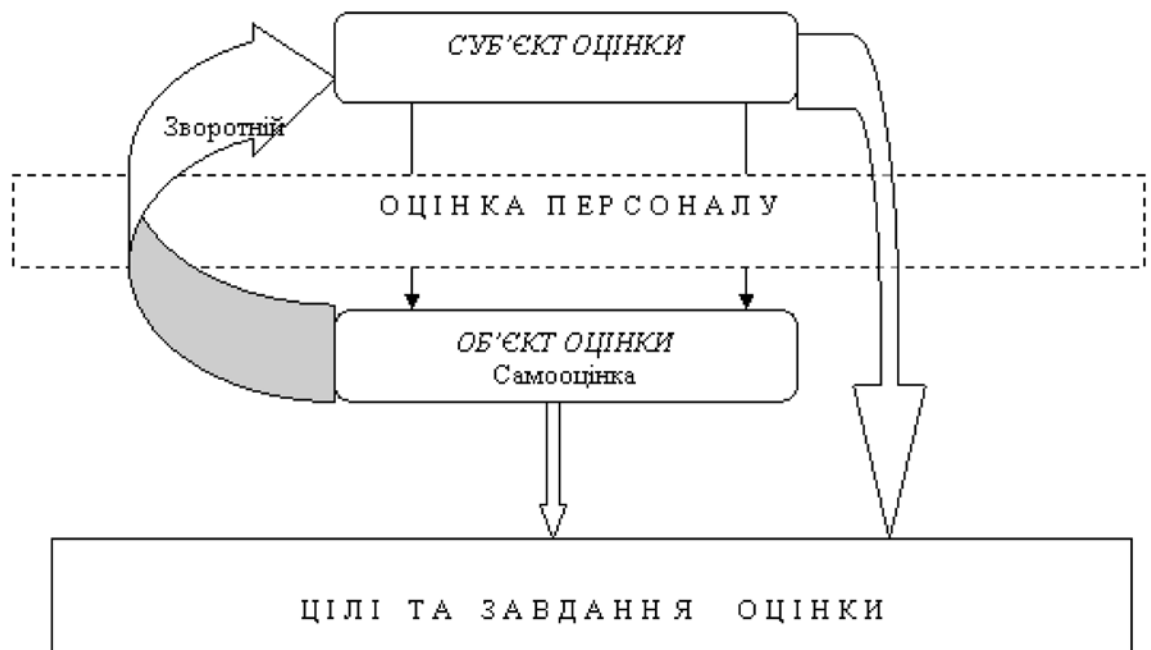 СУБ’ЄКТ ОЦІНКИ
Зворотній
ОЦІНКА ПЕРСОНАЛУ
ОБ’ЄКТ ОЦІНКИ
Самооцінка
ЦІЛІ ТА ЗАВДАННЯ ОЦІНКИ